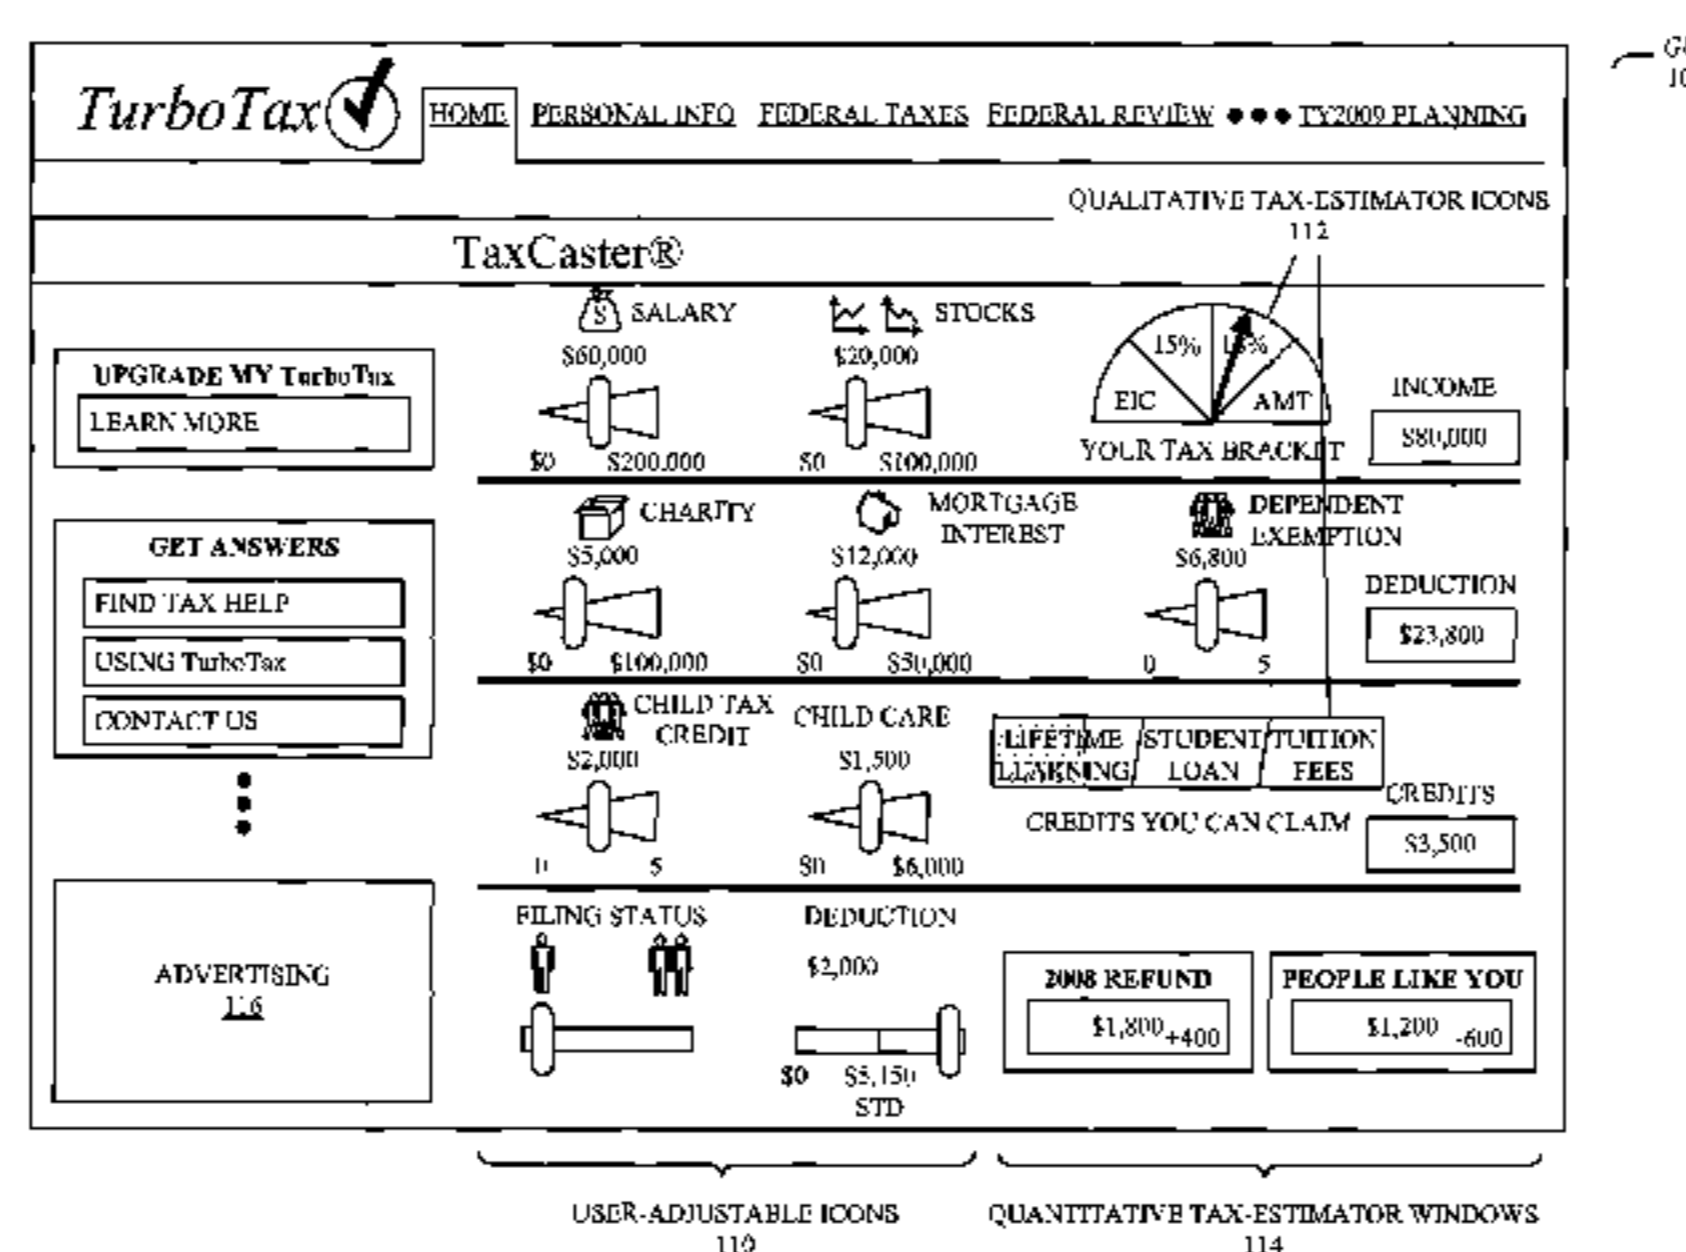 TurboTax
HOME PERSONAL INFO FEDERAL TAXES FEDERAL REVIEW ●●● TY2009 PLANNING
QUALITATIVE TAX-ESTIMATOR ICONS
112
TaxCaster®
UPGRADE MY TurboTax
LEARN MORE
GET ANSWERS
FIND TAX HELP
USING TurboTax
CONTACT US
ADVERTISING
116
$ SALARY
$60,000
$0 $200,000
STOCKS
$20,000
$0 $100,000
EIC 15% AMT
YOUR TAX BRACKET
INCOME
$80,000
CHARITY
$5,000
$0 $100,000
MORTGAGE
INTEREST
$12,000
$0 $50,000
DEPENDENT
EXEMPTION
$6,800
0 5
DEDUCTION
$23,800
CHILD TAX
CREDIT
$2,000
0 5
CHILD CARE
$1,500
$0 $6,000
LIFETIME
LEARNING
STUDENT
LOAN
TUITION
FEES
CREDITS YOU CAN CLAIM
CREDITS
$3,500
FILING STATUS
DEDUCTION
$2,000
$0 $5,150
STD
2008 REFUND
$1,800 +400
PEOPLE LIKE YOU
$1,200 -600
USER-ADJUSTABLE ICONS
110
QUANTITATIVE TAX-ESTIMATOR WINDOWS
114